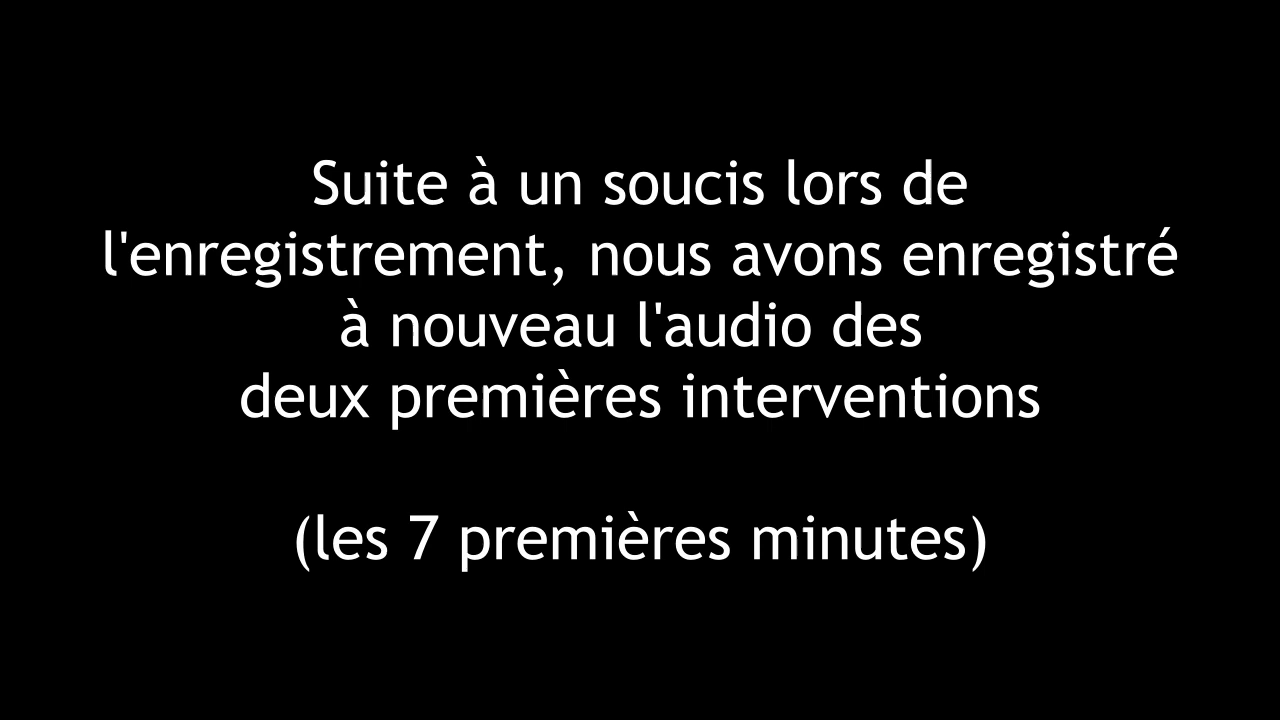 Suite à un soucis lors de
l'enregistrement, nous avons enregistré
à nouveau l'audio des
deux premières interventions
(les 7 premières minutes)